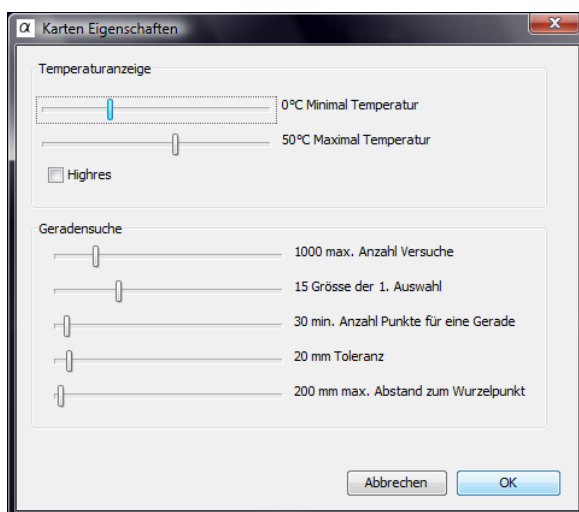 α Karten Eigenschaften
Temperaturanzeige
0°C Minimal Temperatur
50°C Maximal Temperatur
Highres
Geradensuche
1000 max. Anzahl Versuche
15 Grösse der 1. Auswahl
30 min. Anzahl Punkte für eine Gerade
20 mm Toleranz
200 mm max. Abstand zum Wurzelpunkt
Abbrechen OK